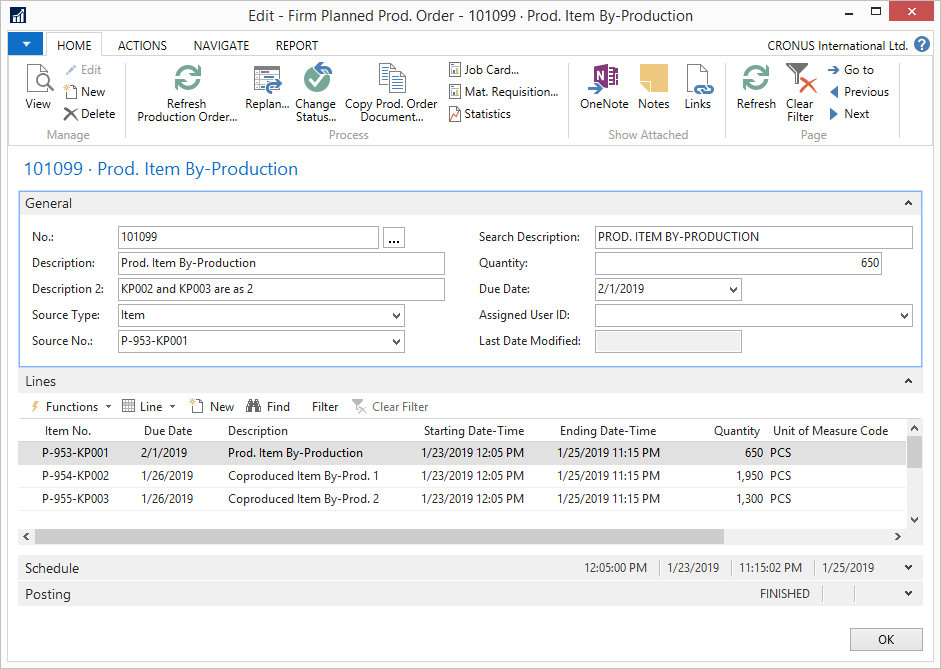 Edit - Firm Planned Prod. Order - 101099 · Prod. Item By-Production
HOME ACTIONS NAVIGATE REPORT CRONUS International Ltd. ?
View
Edit
New
Delete
Manage
Refresh Production Order...
Replan...
Change Status...
Copy Prod. Order Document...
Job Card...
Mat. Requisition...
Statistics
Process
OneNote
Notes
Links
Show Attached
Refresh
Clear Filter
Go to
Previous
Next
Page
101099 · Prod. Item By-Production
General
No.: 101099 ...
Description: Prod. Item By-Production
Description 2: KP002 and KP003 are as 2
Source Type: Item
Source No.: P-953-KP001
Search Description: PROD. ITEM BY-PRODUCTION
Quantity: 650
Due Date: 2/1/2019
Assigned User ID:
Last Date Modified:
Lines
Functions Line New Find Filter Clear Filter
Item No. Due Date Description Starting Date-Time Ending Date-Time Quantity Unit of Measure Code
P-953-KP001 2/1/2019 Prod. Item By-Production 1/23/2019 12:05 PM 1/25/2019 11:15 PM 650 PCS
P-954-KP002 1/26/2019 Coproduced Item By-Prod. 1 1/23/2019 12:05 PM 1/25/2019 11:15 PM 1,950 PCS
P-955-KP003 1/26/2019 Coproduced Item By-Prod. 2 1/23/2019 12:05 PM 1/25/2019 11:15 PM 1,300 PCS
Schedule 12:05:00 PM 1/23/2019 11:15:02 PM 1/25/2019
Posting FINISHED
OK